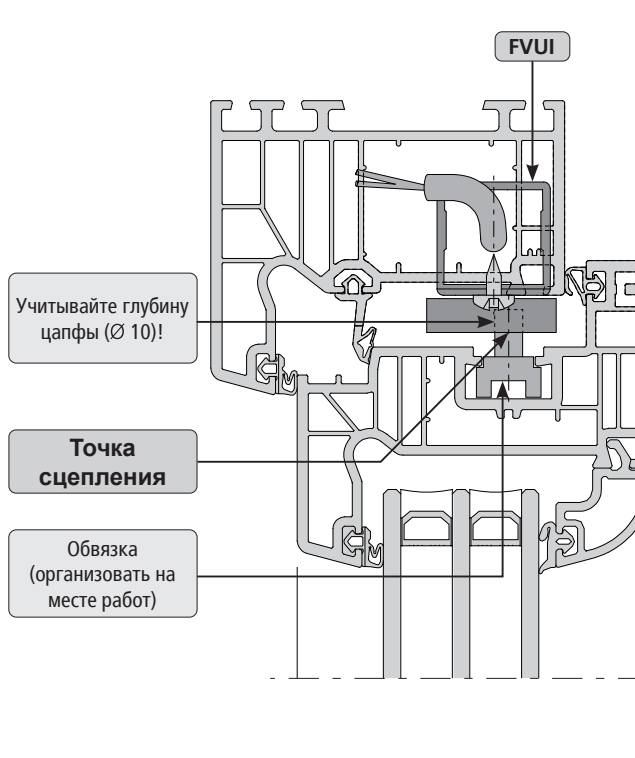 FVUI
Учитывайте глубину
цапфы (Ø 10)!
Точка
сцепления
Обвязка
(организовать на
месте работ)